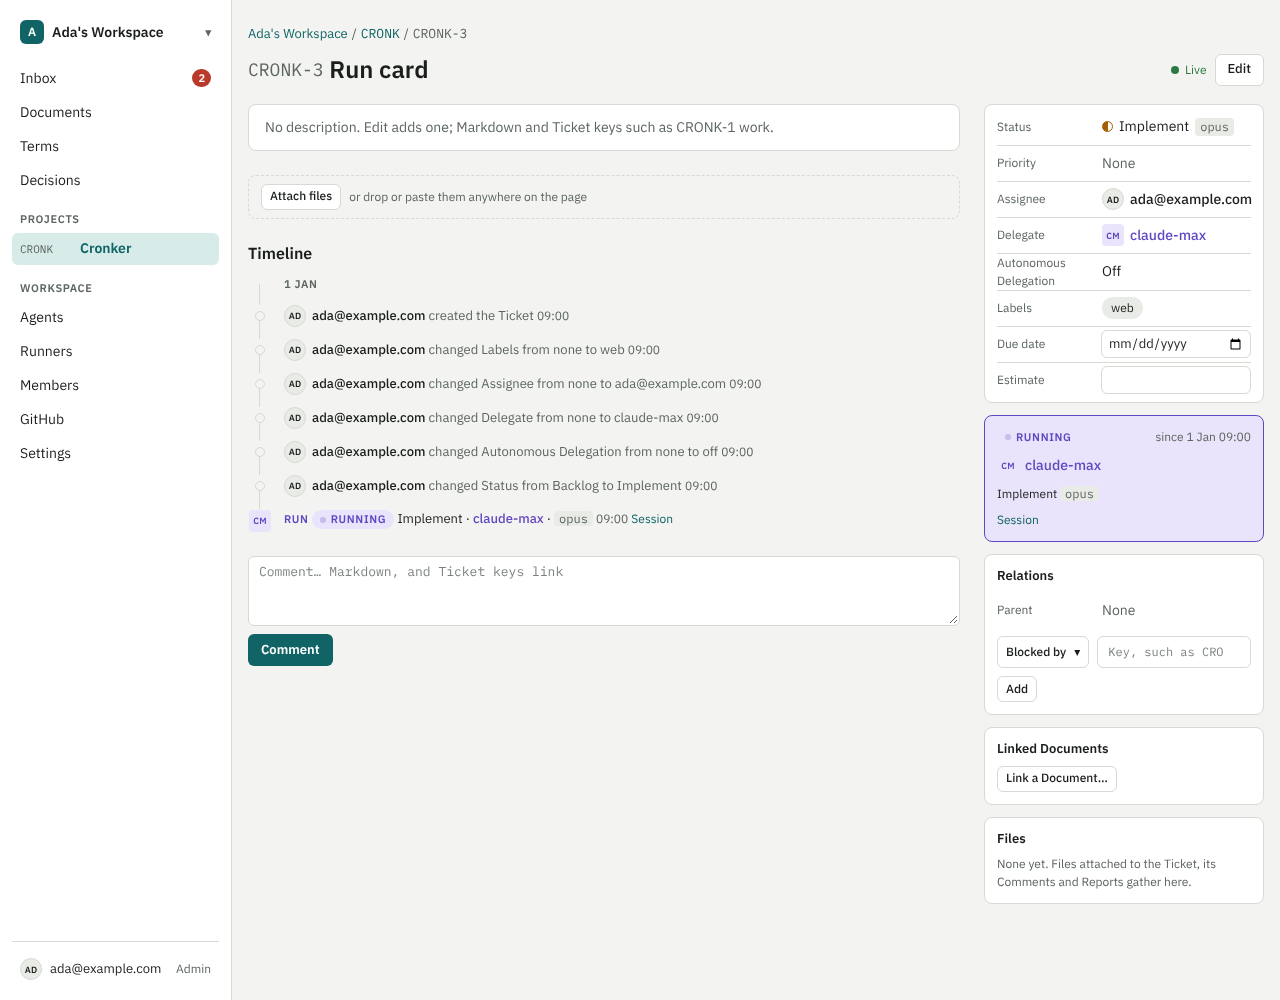 A Ada's Workspace ▾
Inbox 2
Documents
Terms
Decisions
PROJECTS
CRONK Cronker
WORKSPACE
Agents
Runners
Members
GitHub
Settings
AD ada@example.com Admin
Ada's Workspace / CRONK / CRONK-3
CRONK-3 Run card
Live Edit
No description. Edit adds one; Markdown and Ticket keys such as CRONK-1 work.
Attach files or drop or paste them anywhere on the page
Timeline
1 JAN
AD ada@example.com created the Ticket 09:00
AD ada@example.com changed Labels from none to web 09:00
AD ada@example.com changed Assignee from none to ada@example.com 09:00
AD ada@example.com changed Delegate from none to claude-max 09:00
AD ada@example.com changed Autonomous Delegation from none to off 09:00
AD ada@example.com changed Status from Backlog to Implement 09:00
CM RUN RUNNING Implement · claude-max · opus 09:00 Session
Comment… Markdown, and Ticket keys link
Comment
Status Implement opus
Priority None
Assignee AD ada@example.com
Delegate CM claude-max
Autonomous
Delegation Off
Labels web
Due date mm/dd/yyyy
Estimate
RUNNING since 1 Jan 09:00
CM claude-max
Implement opus
Session
Relations
Parent None
Blocked by ▾ Key, such as CRO
Add
Linked Documents
Link a Document…
Files
None yet. Files attached to the Ticket, its
Comments and Reports gather here.